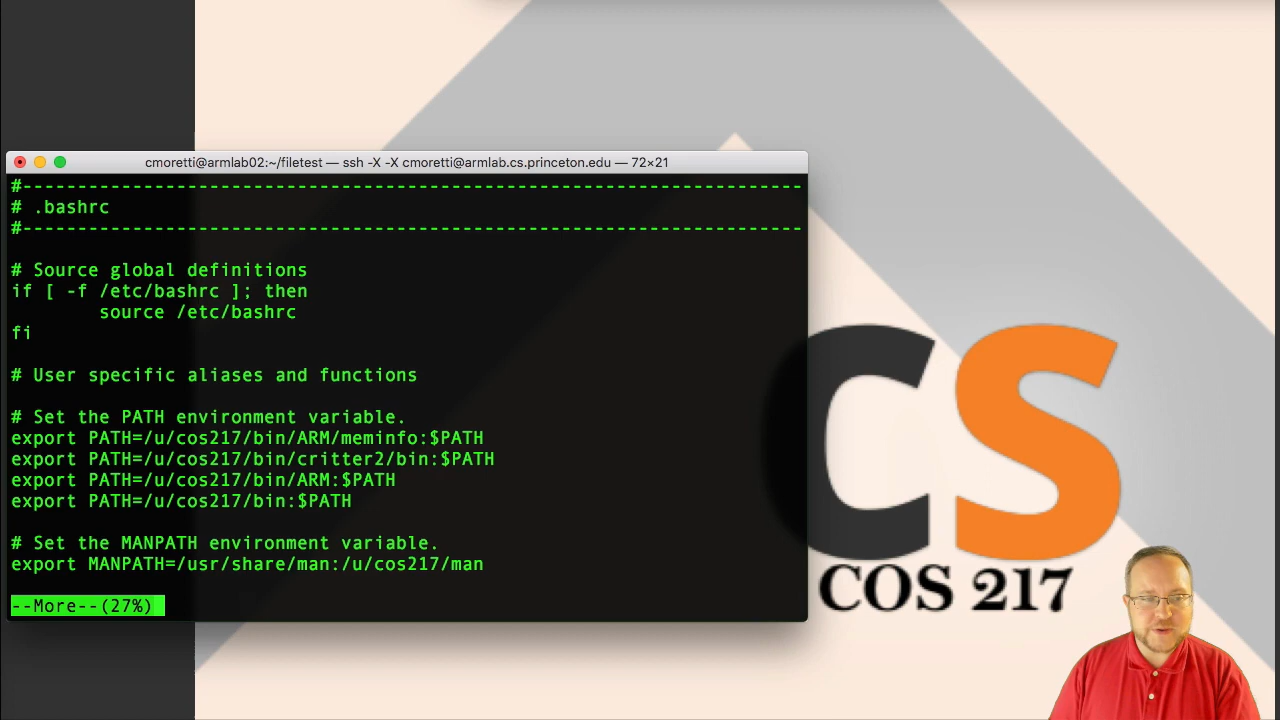 cmoretti@armlab02:~/filetest — ssh -X -X cmoretti@armlab.cs.princeton.edu — 72×21
#-----------------------------------------------------------------------
# .bashrc
#-----------------------------------------------------------------------
# Source global definitions
if [ -f /etc/bashrc ]; then
        source /etc/bashrc
fi
# User specific aliases and functions
# Set the PATH environment variable.
export PATH=/u/cos217/bin/ARM/meminfo:$PATH
export PATH=/u/cos217/bin/critter2/bin:$PATH
export PATH=/u/cos217/bin/ARM:$PATH
export PATH=/u/cos217/bin:$PATH
# Set the MANPATH environment variable.
export MANPATH=/usr/share/man:/u/cos217/man
--More--(27%)
CS
COS 217